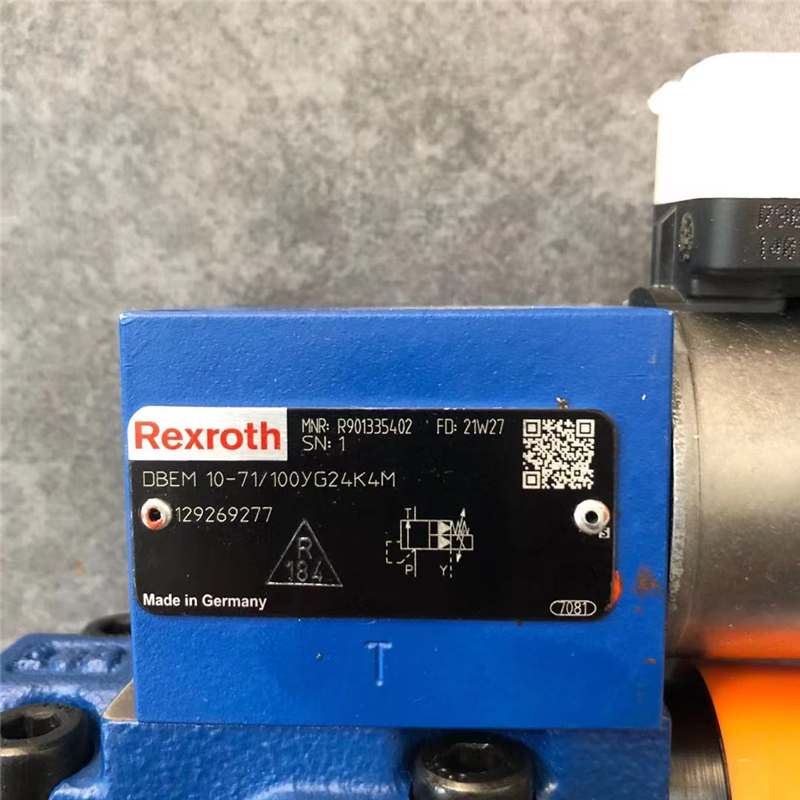 Rexroth
MNR: R901335402 FD: 21W27
SN: 1
DBEM 10-71/100YG24K4M
129269277
R
184
T
P Y
S
Made in Germany
7081
T